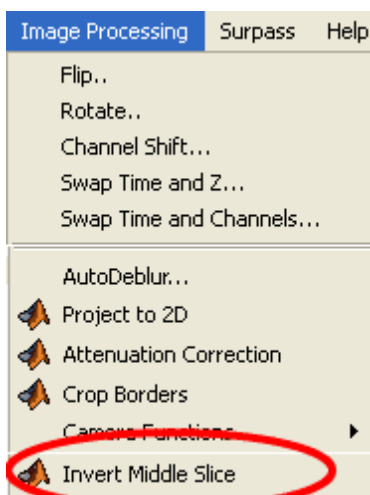 Image Processing Surpass Help
Flip..
Rotate..
Channel Shift...
Swap Time and Z...
Swap Time and Channels...
AutoDeblur...
Project to 2D
Attenuation Correction
Crop Borders
Camera Functions
Invert Middle Slice